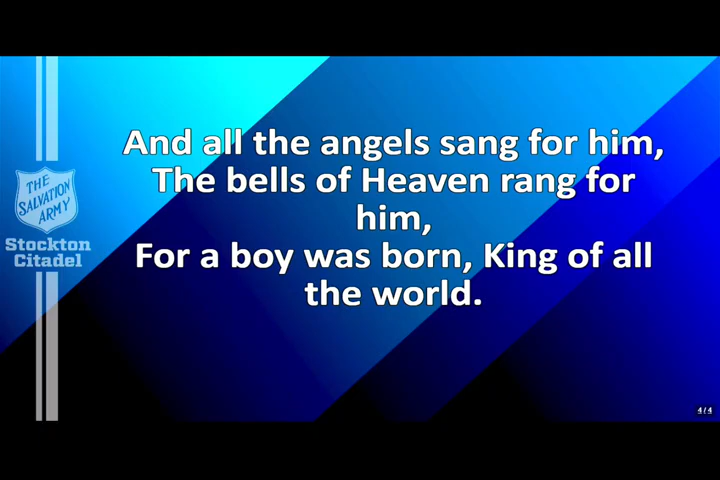 And all the angels sang for him,
The bells of Heaven rang for
him,
For a boy was born, King of all
the world.
THE
SALVATION
ARMY
Stockton
Citadel
4/4